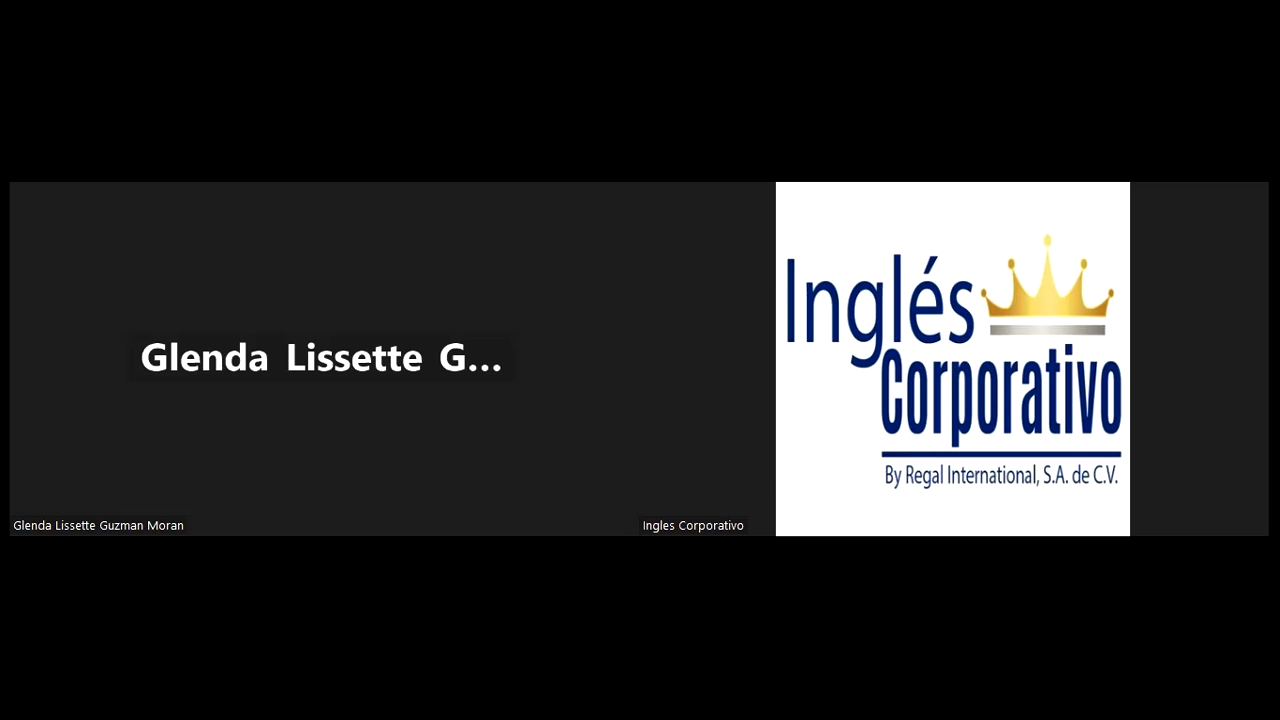 Glenda Lissette G...
Glenda Lissette Guzman Moran
Inglés
Corporativo
By Regal International, S.A. de C.V.
Ingles Corporativo